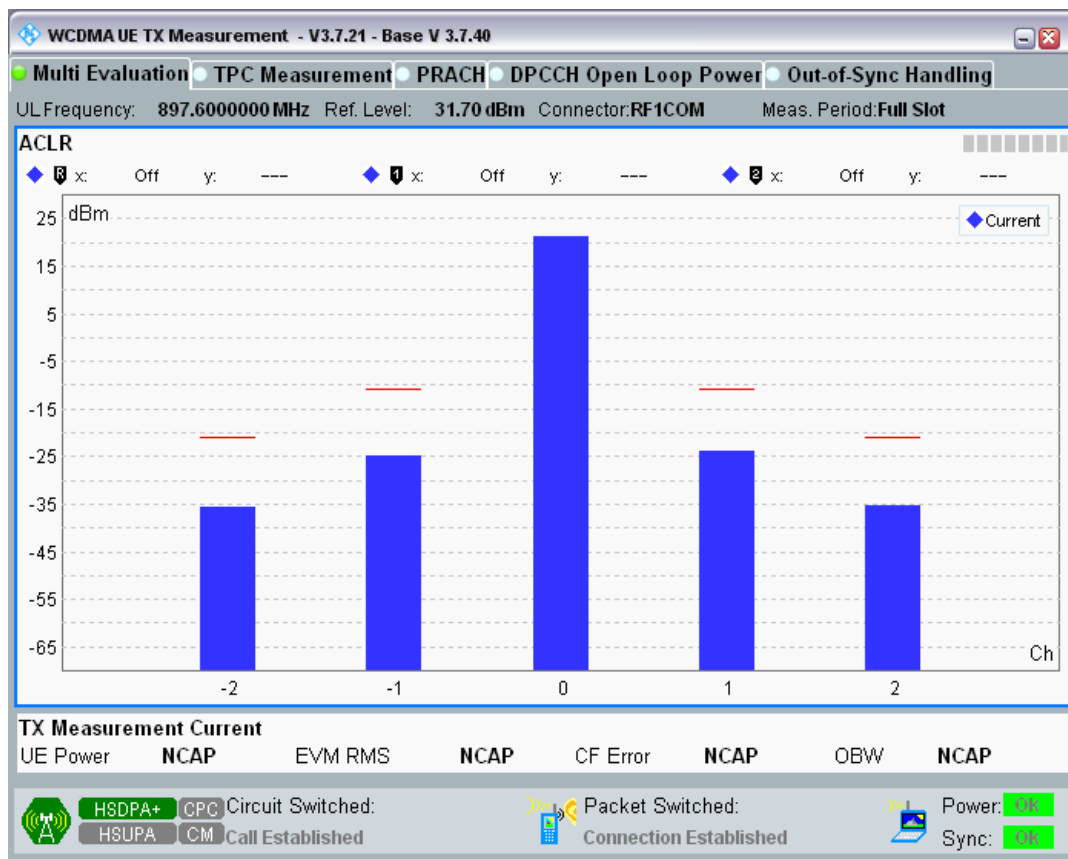 WCDMA UE TX Measurement - V3.7.21 - Base V 3.7.40
Multi Evaluation TPC Measurement PRACH DPCCH Open Loop Power Out-of-Sync Handling
UL Frequency: 897.6000000 MHz Ref. Level: 31.70 dBm Connector:RF1COM Meas. Period:Full Slot
ACLR
R x: Off y: --- 1 x: Off y: --- 2 x: Off y: ---
dBm
Current
25
15
5
-5
-15
-25
-35
-45
-55
-65
Ch
-2 -1 0 1 2
TX Measurement Current
UE Power NCAP EVM RMS NCAP CF Error NCAP OBW NCAP
HSDPA+ CPC Circuit Switched: Packet Switched: Power: OK
HSUPA CM Call Established Connection Established Sync: OK